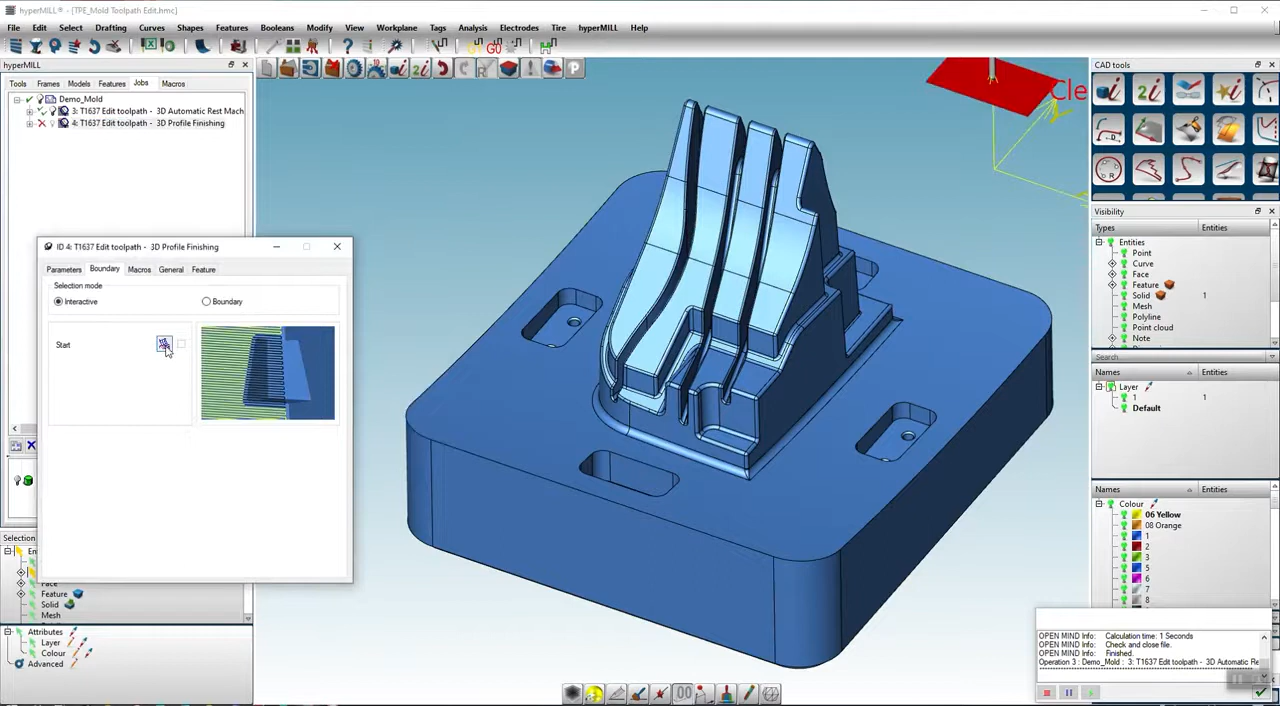 hyperMILL® - [TPE_Mold Toolpath Edit.hmc]
File Edit Select Drafting Curves Shapes Features Booleans Modify Workplane Tags Analysis Electrodes Tire hyperMILL Help
G0
hyperMILL
Tools Frames Models Features Jobs Macros
Demo_Mold
3: T1637 Edit toolpath - 3D Automatic Rest Mach
4: T1637 Edit toolpath - 3D Profile Finishing
ID 4: T1637 Edit toolpath - 3D Profile Finishing
Parameters Boundary Macros General Feature
Selection mode
Interactive Boundary
Start
Selection
En
Face
Feature
Solid
Mesh
Attributes
Layer
Colour
Advanced
Cle
CAD tools
Visibility
Types Entities
Entities
Point
Curve
Face
Feature
Solid 1
Mesh
Polyline
Point cloud
Note
Search
Names Entities
Layer
1 1
Default
Names Entities
Colour
06 Yellow
08 Orange
1
2
3
5
6
7
8
OPEN MIND Info: Calculation time: 1 Seconds
OPEN MIND Info: Check and close file.
OPEN MIND Info: Finished.
Operation 3 : Demo_Mold : 3: T1637 Edit toolpath - 3D Automatic Re